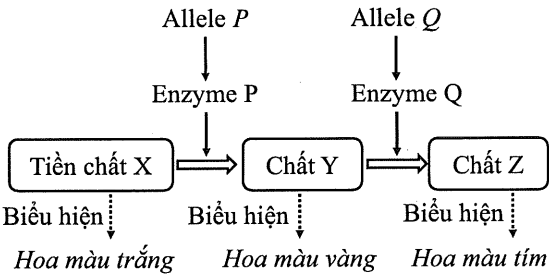 Allele P
Allele Q
Enzyme P
Enzyme Q
Tiền chất X
Chất Y
Chất Z
Biểu hiện
Biểu hiện
Biểu hiện
Hoa màu trắng
Hoa màu vàng
Hoa màu tím